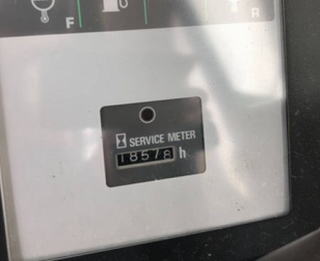 F
R
SERVICE METER
18578 h